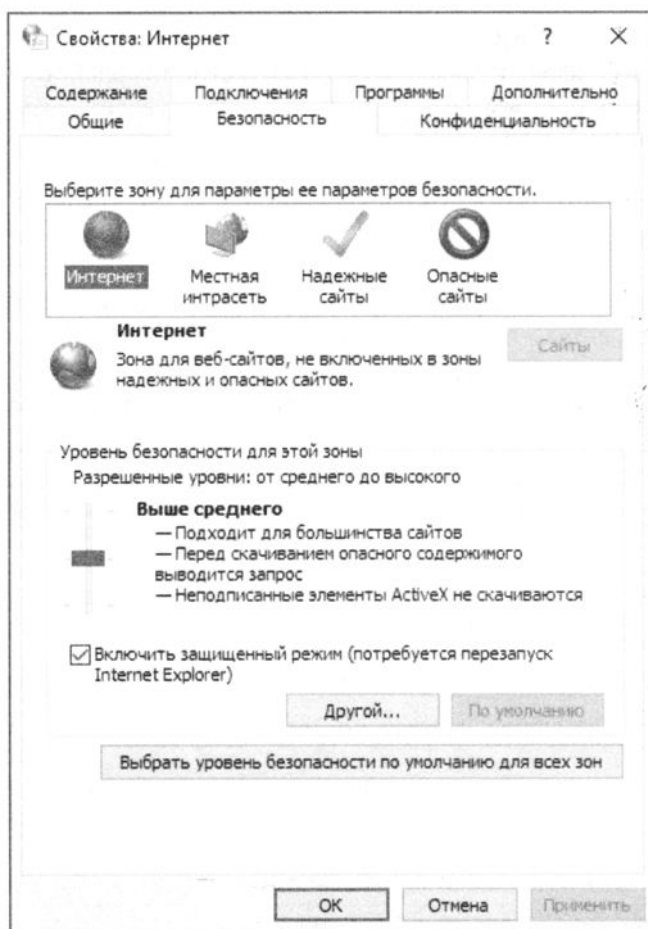 Свойства: Интернет ? X
Содержание Подключения Программы Дополнительно
Общие Безопасность Конфиденциальность
Выберите зону для параметры ее параметров безопасности.
Интернет Местная интрасеть Надежные сайты Опасные сайты
Интернет
Сайты
Зона для веб-сайтов, не включенных в зоны
надежных и опасных сайтов.
Уровень безопасности для этой зоны
Разрешенные уровни: от среднего до высокого
Выше среднего
— Подходит для большинства сайтов
— Перед скачиванием опасного содержимого
выводится запрос
— Неподписанные элементы ActiveX не скачиваются
Включить защищенный режим (потребуется перезапуск
Internet Explorer)
Другой... По умолчанию
Выбрать уровень безопасности по умолчанию для всех зон
ОК Отмена Применить